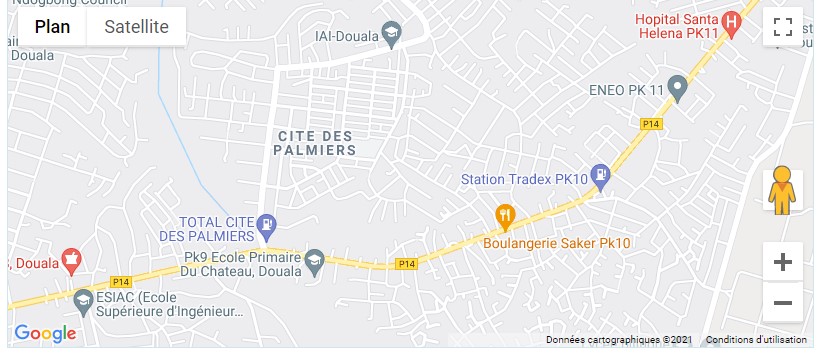 Ndogbong Council
Plan
Satellite
Hopital Santa
Helena PK11
IAI-Douala
Douala
ENEO PK 11
P14
CITE DES
PALMIERS
Station Tradex PK10
TOTAL CITE
DES PALMIERS
Boulangerie Saker Pk10
Pk9 Ecole Primaire
Du Chateau, Douala
Douala
P14
P14
ESIAC (Ecole
Supérieure d'Ingénieur...
Google
Données cartographiques ©2021
Conditions d'utilisation